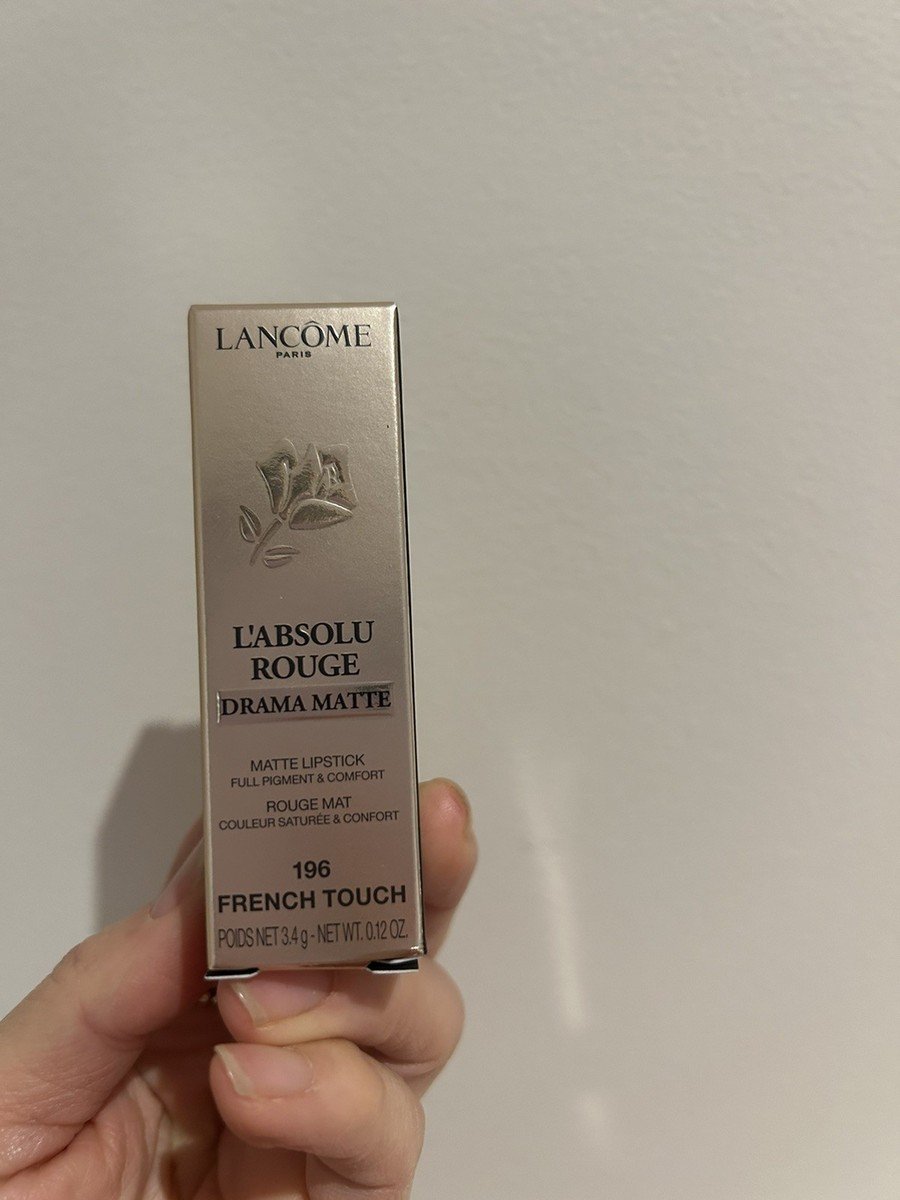 LANCÔME
PARIS
L'ABSOLU
ROUGE
DRAMA MATTE
MATTE LIPSTICK
FULL PIGMENT & COMFORT
ROUGE MAT
COULEUR SATURÉE & CONFORT
196
FRENCH TOUCH
POIDS NET 3.4 g - NET WT. 0.12 OZ.